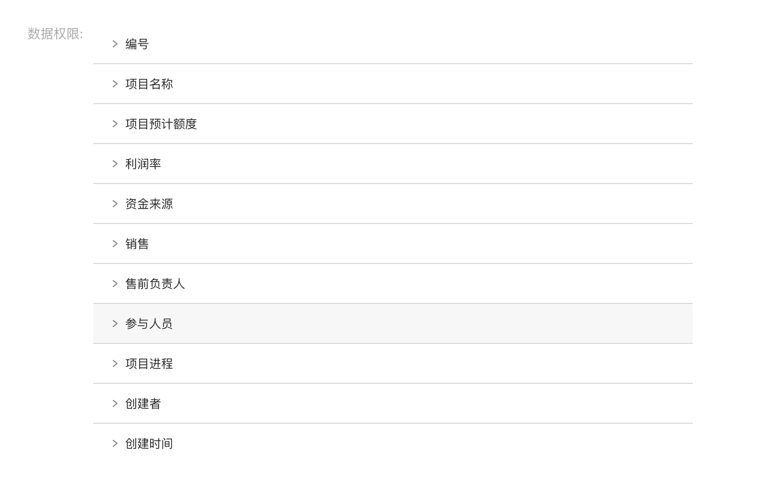 数据权限:
编号
项目名称
项目预计额度
利润率
资金来源
销售
售前负责人
参与人员
项目进程
创建者
创建时间